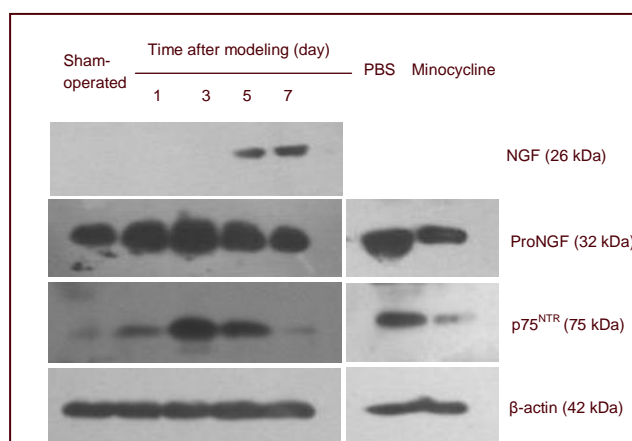 Sham-
operated
Time after modeling (day)
1 3 5 7
PBS Minocycline
NGF (26 kDa)
ProNGF (32 kDa)
p75NTR (75 kDa)
β-actin (42 kDa)